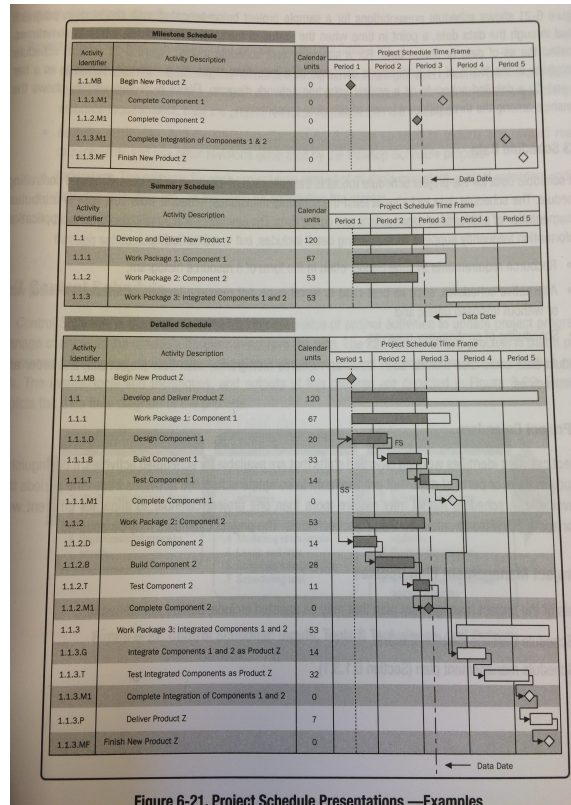 Milestone Schedule
Activity Identifier Activity Description Calendar units Project Schedule Time Frame
Period 1 Period 2 Period 3 Period 4 Period 5
1.1.MB Begin New Product Z 0
1.1.1.M1 Complete Component 1 0
1.1.2.M1 Complete Component 2 0
1.1.3.M1 Complete Integration of Components 1 & 2 0
1.1.3.MF Finish New Product Z 0
Data Date
Summary Schedule
Activity Identifier Activity Description Calendar units Project Schedule Time Frame
Period 1 Period 2 Period 3 Period 4 Period 5
1.1 Develop and Deliver New Product Z 120
1.1.1 Work Package 1: Component 1 67
1.1.2 Work Package 2: Component 2 53
1.1.3 Work Package 3: Integrated Components 1 and 2 53
Data Date
Detailed Schedule
Activity Identifier Activity Description Calendar units Project Schedule Time Frame
Period 1 Period 2 Period 3 Period 4 Period 5
1.1.MB Begin New Product Z 0
1.1 Develop and Deliver Product Z 120
1.1.1 Work Package 1: Component 1 67
1.1.1.D Design Component 1 20 FS
1.1.1.B Build Component 1 33
1.1.1.T Test Component 1 14 SS
1.1.1.M1 Complete Component 1 0
1.1.2 Work Package 2: Component 2 53
1.1.2.D Design Component 2 14
1.1.2.B Build Component 2 28
1.1.2.T Test Component 2 11
1.1.2.M1 Complete Component 2 0
1.1.3 Work Package 3: Integrated Components 1 and 2 53
1.1.3.G Integrate Components 1 and 2 as Product Z 14
1.1.3.T Test Integrated Components as Product Z 32
1.1.3.M1 Complete Integration of Components 1 and 2 0
1.1.3.P Deliver Product Z 7
1.1.3.MF Finish New Product Z 0
Data Date
Figure 6-21. Project Schedule Presentations —Examples